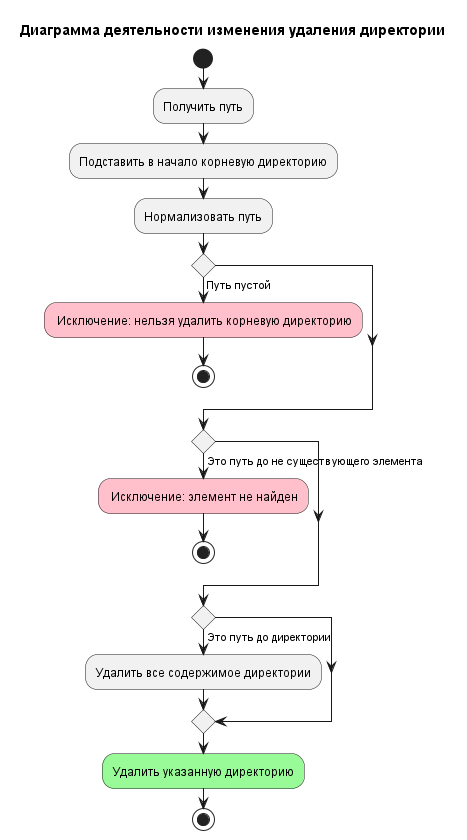 Диаграмма деятельности изменения удаления директории
Получить путь
Подставить в начало корневую директорию
Нормализовать путь
Путь пустой
Исключение: нельзя удалить корневую директорию
Это путь до не существующего элемента
Исключение: элемент не найден
Это путь до директории
Удалить все содержимое директории
Удалить указанную директорию